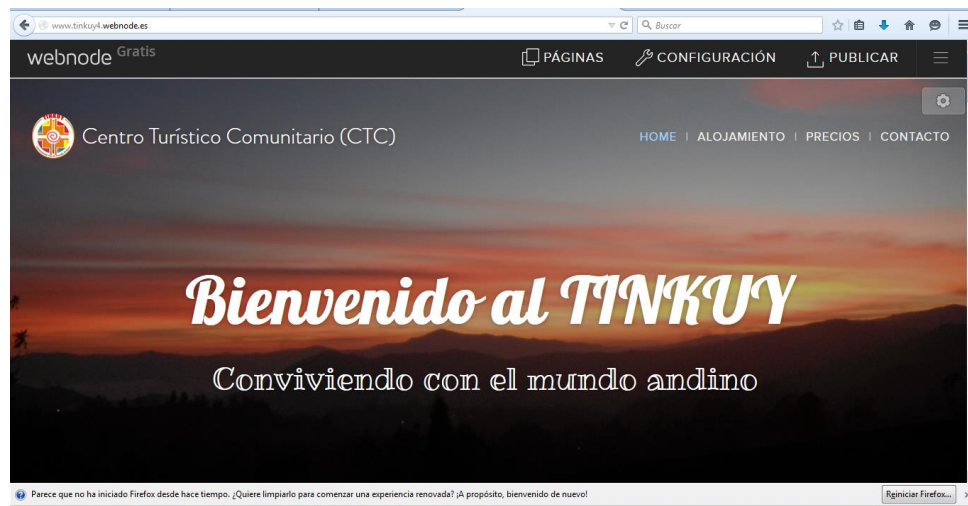 www.tinkuy4.webnode.es
Buscar
webnode Gratis
PÁGINAS
CONFIGURACIÓN
PUBLICAR
TINKUY
Centro Turístico Comunitario (CTC)
HOME | ALOJAMIENTO | PRECIOS | CONTACTO
Bienvenido al TINKUY
Conviviendo con el mundo andino
Parece que no ha iniciado Firefox desde hace tiempo. ¿Quiere limpiarlo para comenzar una experiencia renovada? ¡A propósito, bienvenido de nuevo!
Reiniciar Firefox...